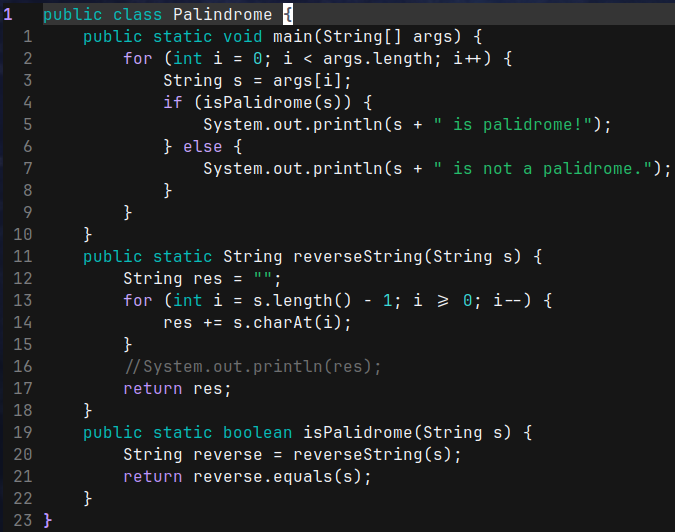 1 public class Palindrome {
1 public static void main(String[] args) {
2 for (int i = 0; i < args.length; i++) {
3 String s = args[i];
4 if (isPalidrome(s)) {
5 System.out.println(s + " is palidrome!");
6 } else {
7 System.out.println(s + " is not a palidrome.");
8 }
9 }
10 }
11 public static String reverseString(String s) {
12 String res = "";
13 for (int i = s.length() - 1; i >= 0; i--) {
14 res += s.charAt(i);
15 }
16 //System.out.println(res);
17 return res;
18 }
19 public static boolean isPalidrome(String s) {
20 String reverse = reverseString(s);
21 return reverse.equals(s);
22 }
23 }